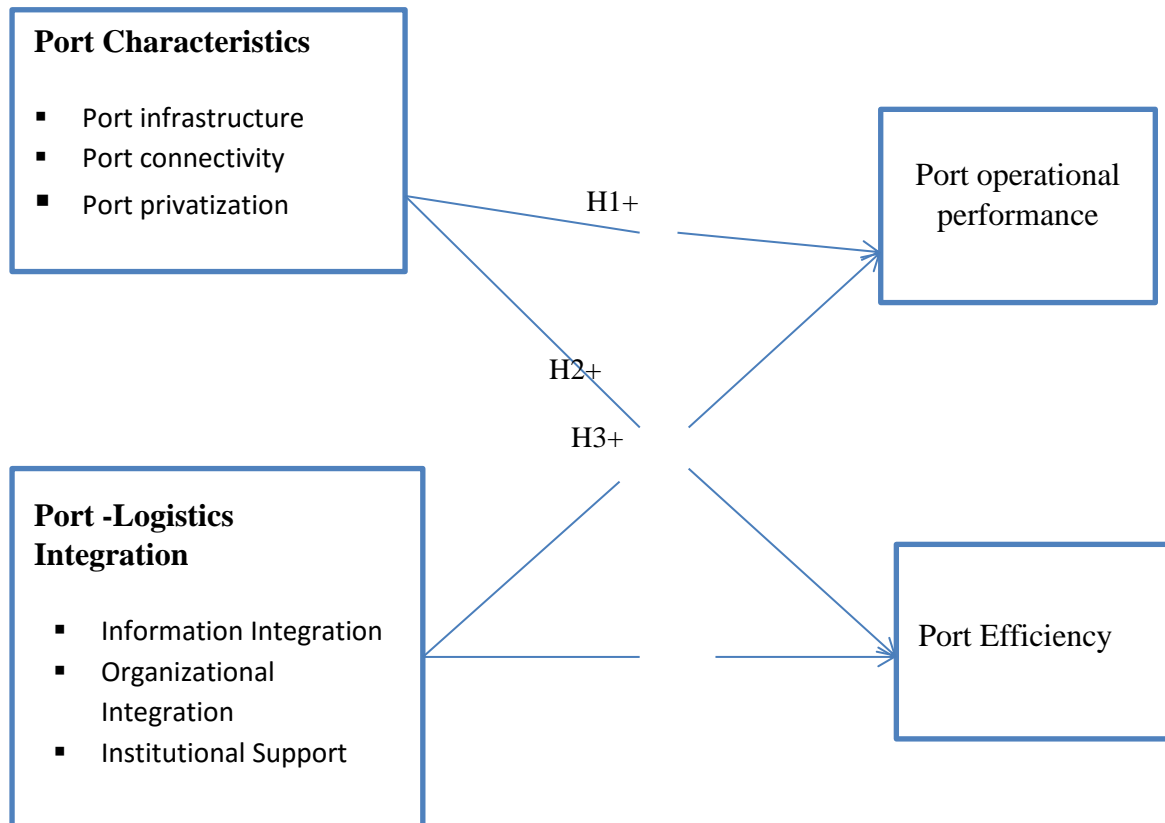 Port Characteristics
▪ Port infrastructure
▪ Port connectivity
▪ Port privatization
H1+
Port operational
performance
H2+
H3+
Port -Logistics
Integration
▪ Information Integration
▪ Organizational
Integration
▪ Institutional Support
Port Efficiency